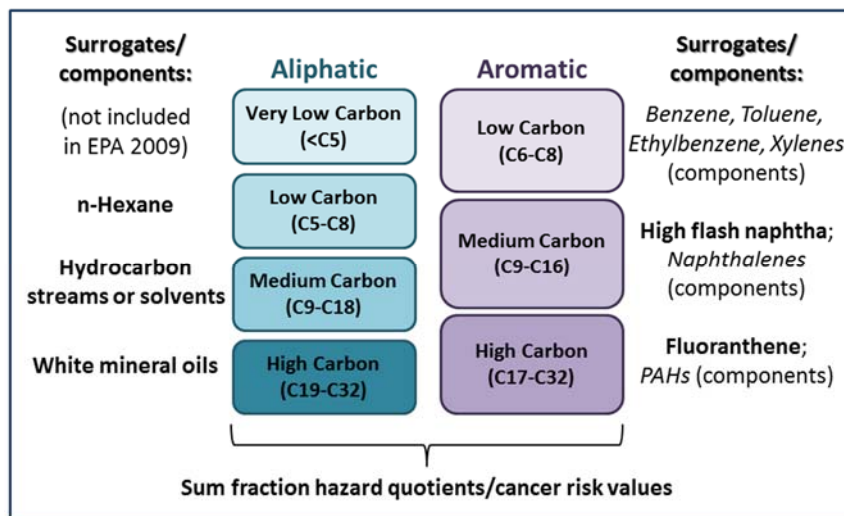 Surrogates/
components:
(not included
in EPA 2009)
n-Hexane
Hydrocarbon
streams or solvents
White mineral oils
Aliphatic
Very Low Carbon
(<C5)
Low Carbon
(C5-C8)
Medium Carbon
(C9-C18)
High Carbon
(C19-C32)
Aromatic
Low Carbon
(C6-C8)
Medium Carbon
(C9-C16)
High Carbon
(C17-C32)
Surrogates/
components:
Benzene, Toluene,
Ethylbenzene, Xylenes
(components)
High flash naphtha;
Naphthalenes
(components)
Fluoranthene;
PAHs (components)
Sum fraction hazard quotients/cancer risk values